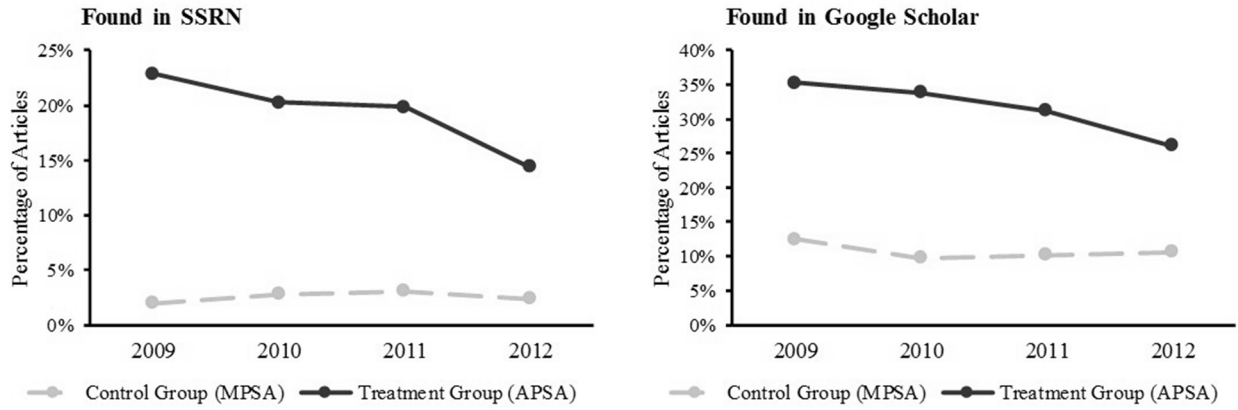 Found in SSRN
Percentage of Articles
25%
20%
15%
10%
5%
0%
2009 2010 2011 2012
Control Group (MPSA) Treatment Group (APSA)
Found in Google Scholar
Percentage of Articles
40%
35%
30%
25%
20%
15%
10%
5%
0%
2009 2010 2011 2012
Control Group (MPSA) Treatment Group (APSA)